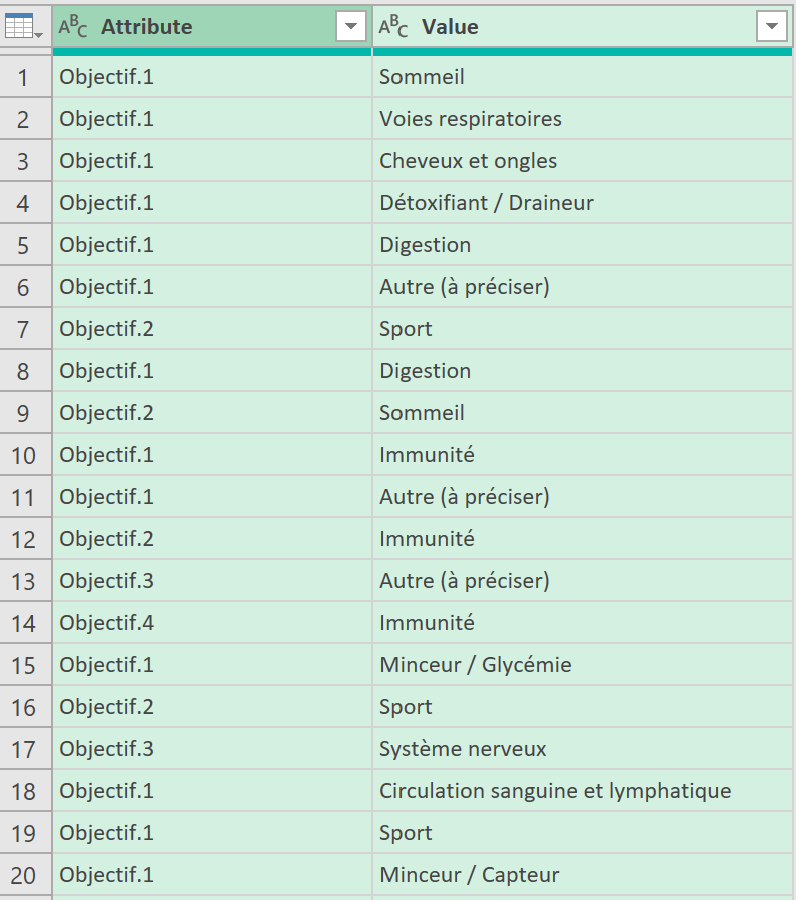 ABC Attribute ABC Value
1 Objectif.1 Sommeil
2 Objectif.1 Voies respiratoires
3 Objectif.1 Cheveux et ongles
4 Objectif.1 Détoxifiant / Draineur
5 Objectif.1 Digestion
6 Objectif.1 Autre (à préciser)
7 Objectif.2 Sport
8 Objectif.1 Digestion
9 Objectif.2 Sommeil
10 Objectif.1 Immunité
11 Objectif.1 Autre (à préciser)
12 Objectif.2 Immunité
13 Objectif.3 Autre (à préciser)
14 Objectif.4 Immunité
15 Objectif.1 Minceur / Glycémie
16 Objectif.2 Sport
17 Objectif.3 Système nerveux
18 Objectif.1 Circulation sanguine et lymphatique
19 Objectif.1 Sport
20 Objectif.1 Minceur / Capteur